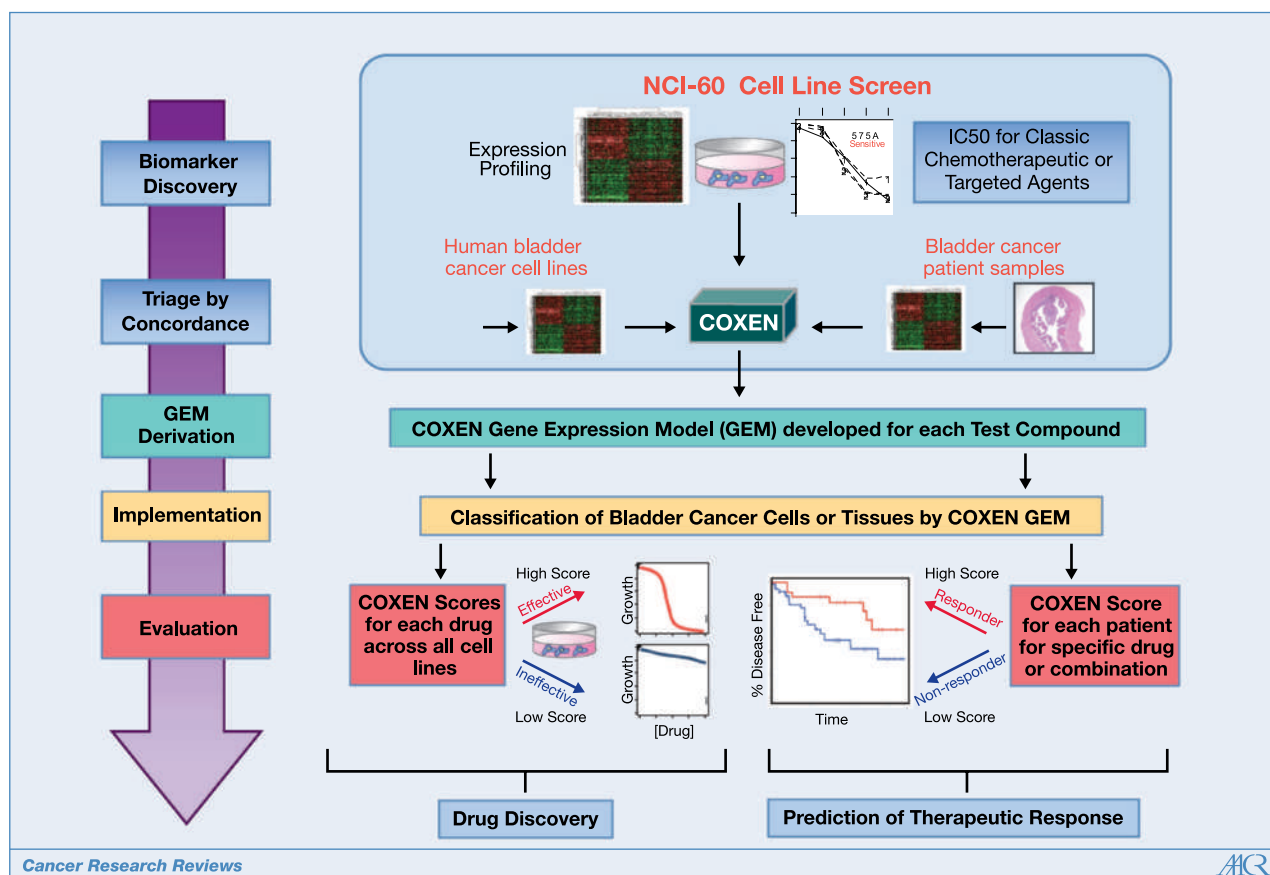 NCI-60 Cell Line Screen
Biomarker
Discovery
Expression
Profiling
5 7 5 A
Sensitive
IC50 for Classic
Chemotherapeutic or
Targeted Agents
Triage by
Concordance
Human bladder
cancer cell lines
COXEN
Bladder cancer
patient samples
GEM
Derivation
COXEN Gene Expression Model (GEM) developed for each Test Compound
Implementation
Classification of Bladder Cancer Cells or Tissues by COXEN GEM
Evaluation
COXEN Scores
for each drug
across all cell
lines
High Score
Effective
Ineffective
Low Score
Growth
Growth
[Drug]
% Disease Free
Time
High Score
Responder
Non-responder
Low Score
COXEN Score
for each patient
for specific drug
or combination
Drug Discovery
Prediction of Therapeutic Response
Cancer Research Reviews
AACR